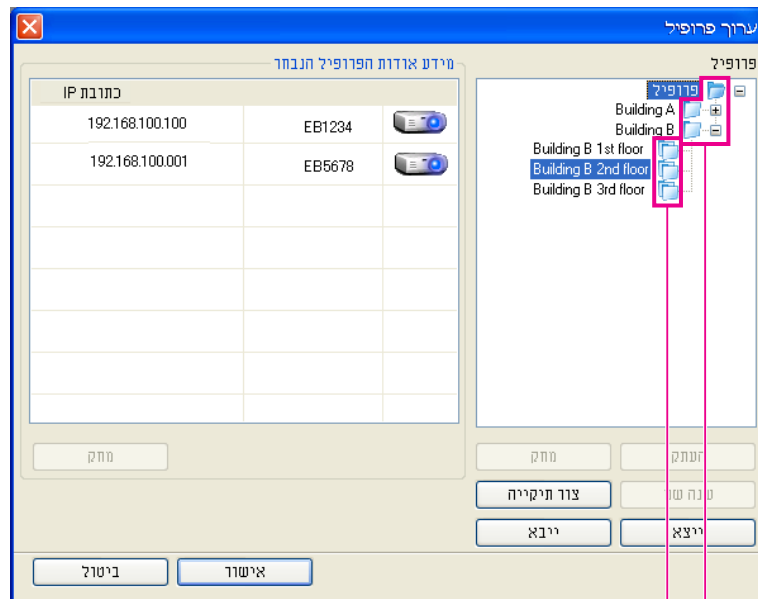 ערוך פרופיל
פרופיל
פרופיל
Building A
Building B
Building B 1st floor
Building B 2nd floor
Building B 3rd floor
מידע אודות הפרופיל הנבחר
כתובת IP
EB1234 192.168.100.100
EB5678 192.168.100.001
העתק מחק
שנה שם צור תיקייה
ייצא ייבא
מחק
אישור ביטול